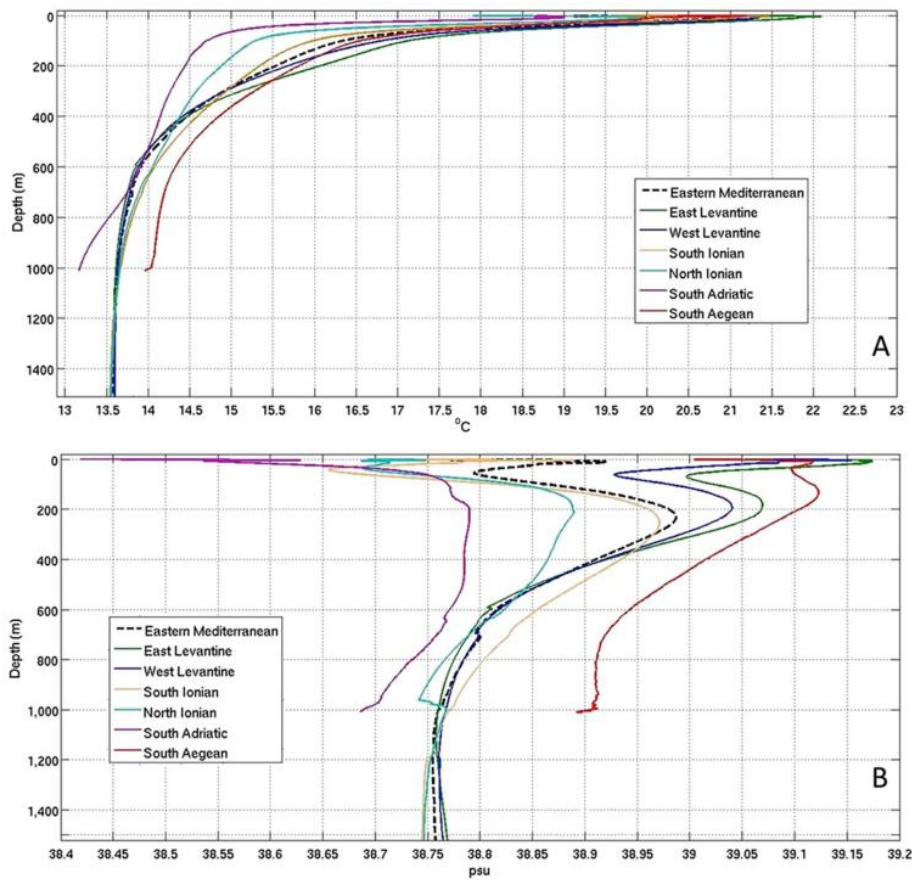 0
200
400
600
800
1000
1200
1400
Depth (m)
Eastern Mediterranean
East Levantine
West Levantine
South Ionian
North Ionian
South Adriatic
South Aegean
A
13 13.5 14 14.5 15 15.5 16 16.5 17 17.5 18 18.5 19 19.5 20 20.5 21 21.5 22 22.5 23
°C
0
200
400
600
800
1,000
1,200
1,400
Depth (m)
Eastern Mediterranean
East Levantine
West Levantine
South Ionian
North Ionian
South Adriatic
South Aegean
B
38.4 38.45 38.5 38.55 38.6 38.65 38.7 38.75 38.8 38.85 38.9 38.95 39 39.05 39.1 39.15 39.2
psu